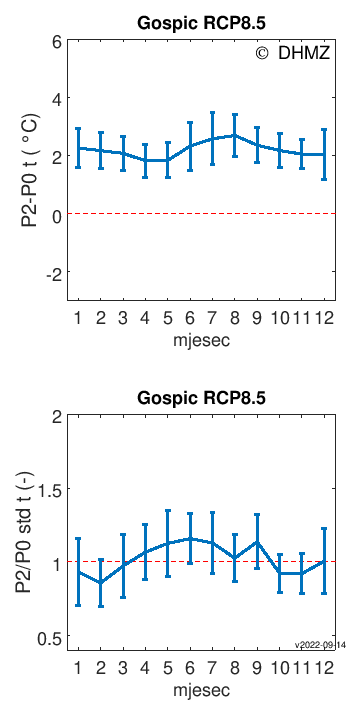 Gospic RCP8.5
© DHMZ
P2-P0 t ( °C)
6
4
2
0
-2
1 2 3 4 5 6 7 8 9 10 11 12
mjesec
Gospic RCP8.5
P2/P0 std t (-)
2
1.5
1
0.5
v2022-09-14
1 2 3 4 5 6 7 8 9 10 11 12
mjesec